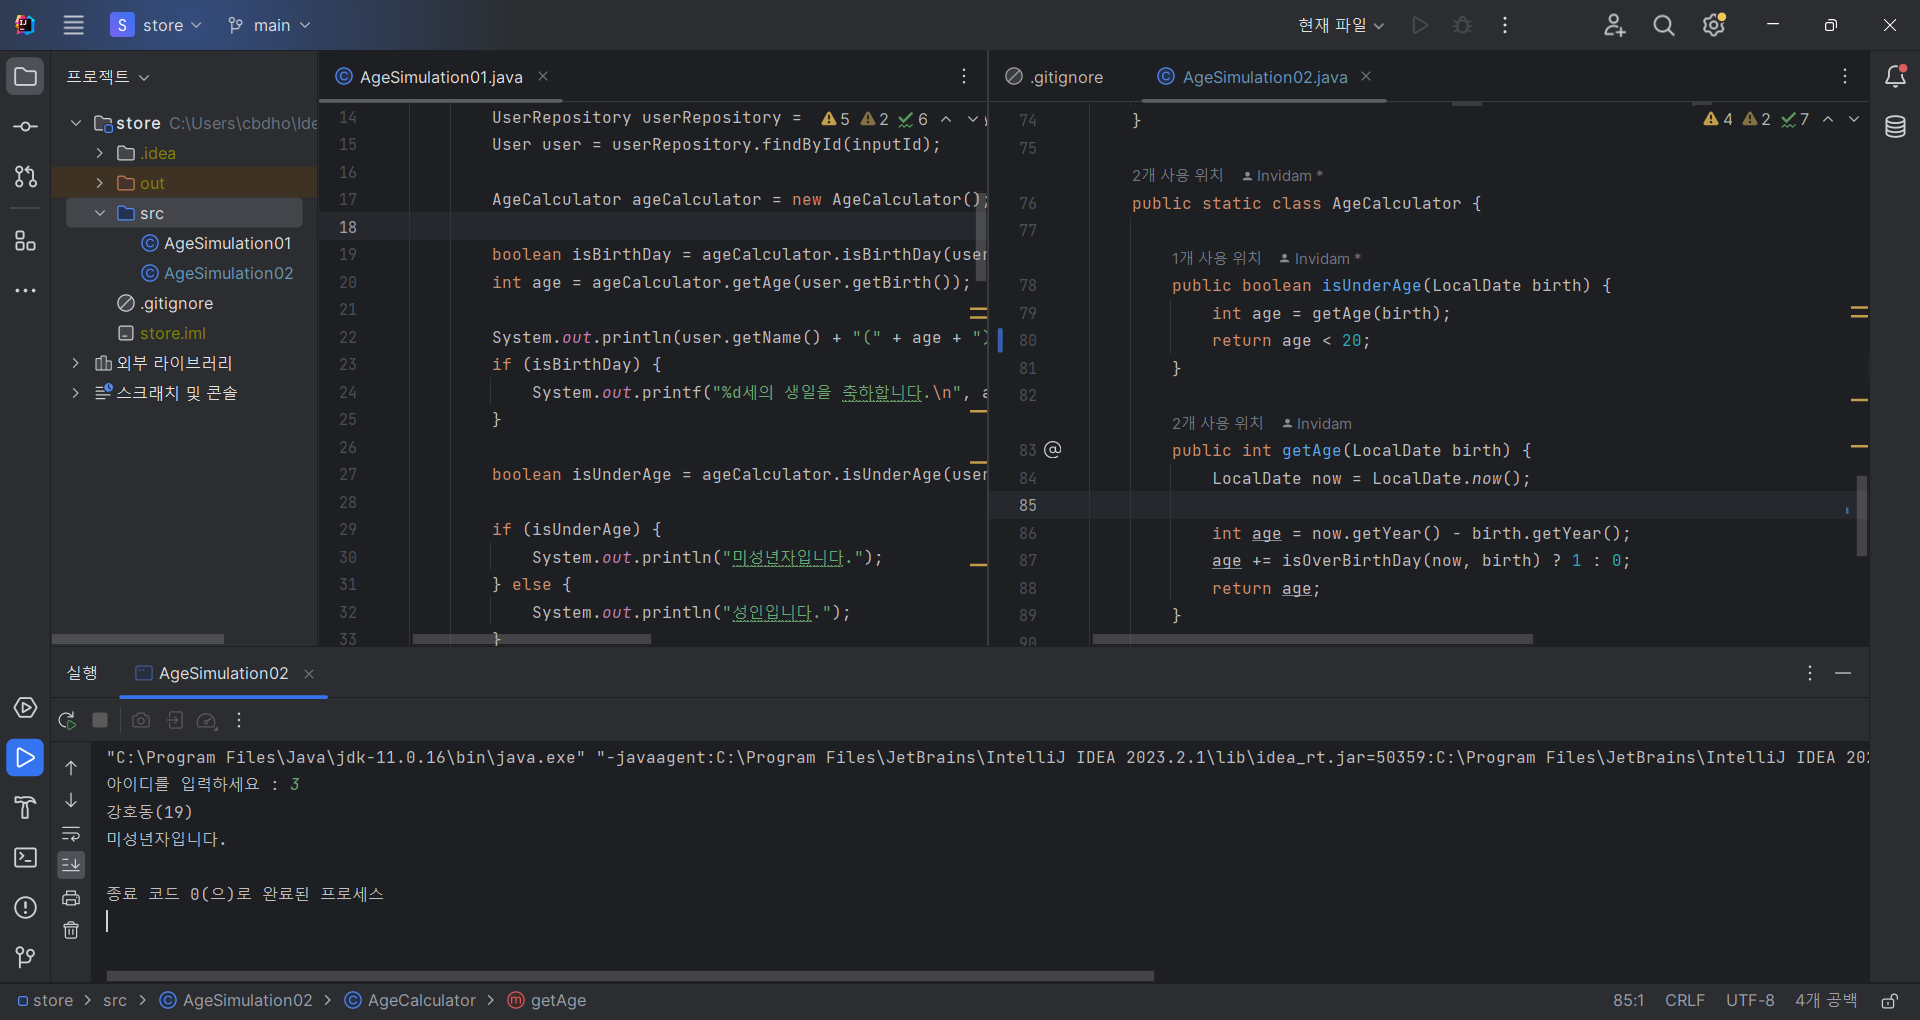 S store main 현재 파일
프로젝트
AgeSimulation01.java
.gitignore AgeSimulation02.java
store C:\Users\cbdho\Ide
.idea
out
src
AgeSimulation01
AgeSimulation02
.gitignore
store.iml
외부 라이브러리
스크래치 및 콘솔
5 2 6
14 UserRepository userRepository =
15 User user = userRepository.findById(inputId);
16
17 AgeCalculator ageCalculator = new AgeCalculator();
18
19 boolean isBirthDay = ageCalculator.isBirthDay(user
20 int age = ageCalculator.getAge(user.getBirth());
21
22 System.out.println(user.getName() + "(" + age + ")
23 if (isBirthDay) {
24 System.out.printf("%d세의 생일을 축하합니다.\n", a
25 }
26
27 boolean isUnderAge = ageCalculator.isUnderAge(user
28
29 if (isUnderAge) {
30 System.out.println("미성년자입니다.");
31 } else {
32 System.out.println("성인입니다.");
33 }
4 2 7
74 }
75
2개 사용 위치 Invidam *
76 public static class AgeCalculator {
77
1개 사용 위치 Invidam *
78 public boolean isUnderAge(LocalDate birth) {
79 int age = getAge(birth);
80 return age < 20;
81 }
82
2개 사용 위치 Invidam
83 @ public int getAge(LocalDate birth) {
84 LocalDate now = LocalDate.now();
85
86 int age = now.getYear() - birth.getYear();
87 age += isOverBirthDay(now, birth) ? 1 : 0;
88 return age;
89 }
90
실행 AgeSimulation02
"C:\Program Files\Java\jdk-11.0.16\bin\java.exe" "-javaagent:C:\Program Files\JetBrains\IntelliJ IDEA 2023.2.1\lib\idea_rt.jar=50359:C:\Program Files\JetBrains\IntelliJ IDEA 20
아이디를 입력하세요 : 3
강호동(19)
미성년자입니다.
종료 코드 0(으)로 완료된 프로세스
store > src > AgeSimulation02 > AgeCalculator > getAge
85:1 CRLF UTF-8 4개 공백